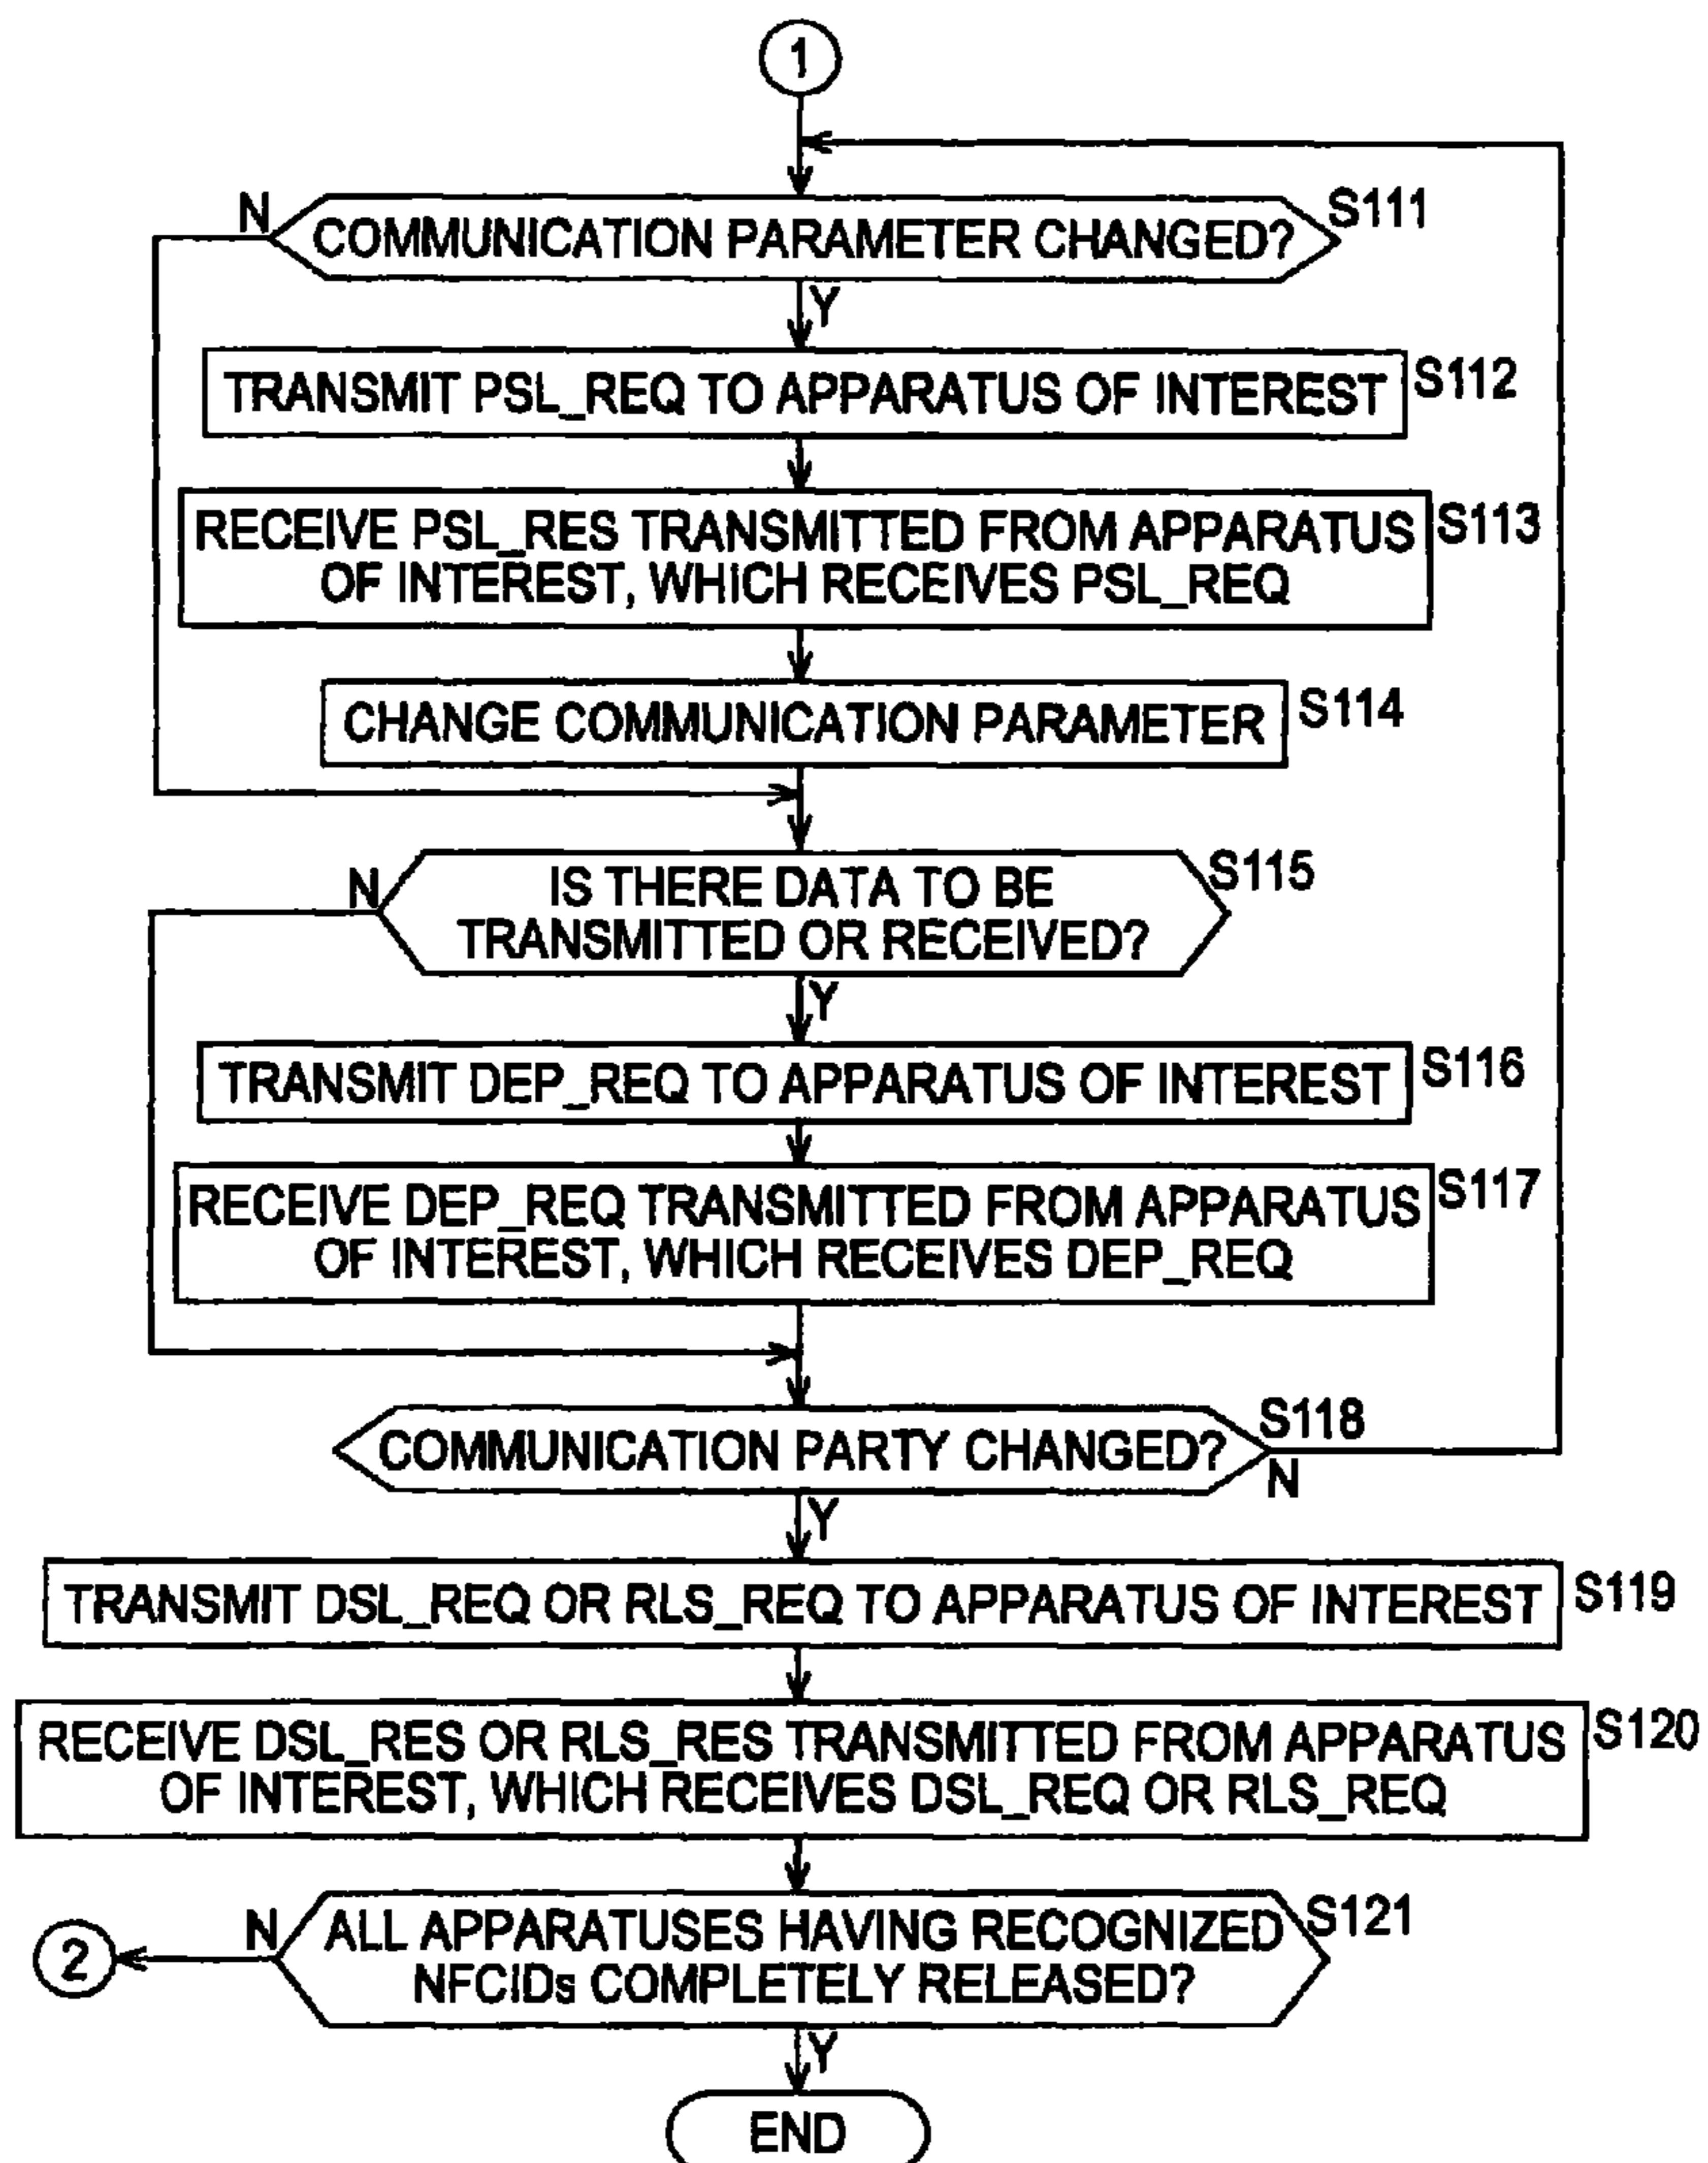 1
N
COMMUNICATION PARAMETER CHANGED?
S111
Y
TRANSMIT PSL_REQ TO APPARATUS OF INTEREST
S112
RECEIVE PSL_RES TRANSMITTED FROM APPARATUS
OF INTEREST, WHICH RECEIVES PSL_REQ
S113
CHANGE COMMUNICATION PARAMETER
S114
N
IS THERE DATA TO BE
TRANSMITTED OR RECEIVED?
S115
Y
TRANSMIT DEP_REQ TO APPARATUS OF INTEREST
S116
RECEIVE DEP_REQ TRANSMITTED FROM APPARATUS
OF INTEREST, WHICH RECEIVES DEP_REQ
S117
COMMUNICATION PARTY CHANGED?
S118
N
Y
TRANSMIT DSL_REQ OR RLS_REQ TO APPARATUS OF INTEREST
S119
RECEIVE DSL_RES OR RLS_RES TRANSMITTED FROM APPARATUS
OF INTEREST, WHICH RECEIVES DSL_REQ OR RLS_REQ
S120
2
N
ALL APPARATUSES HAVING RECOGNIZED
NFCIDs COMPLETELY RELEASED?
S121
Y
END